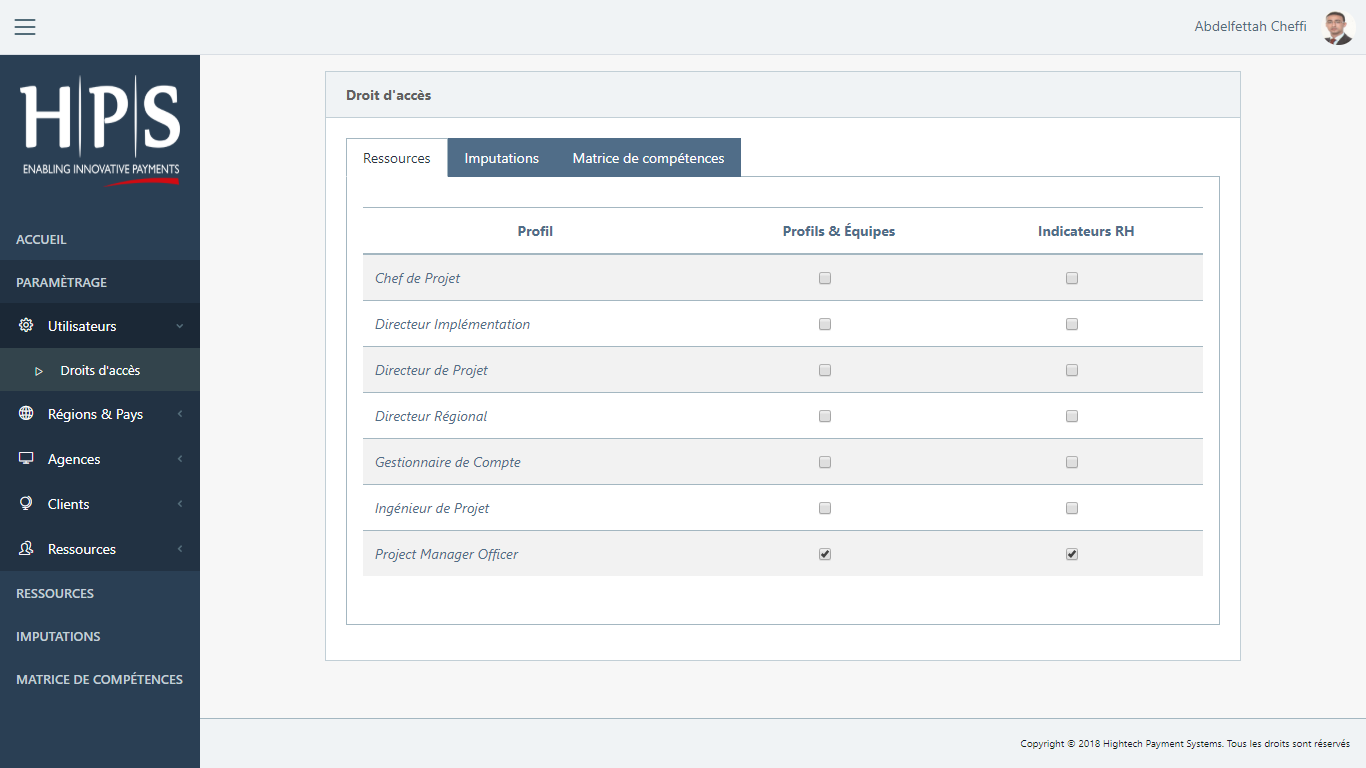 Abdelfettah Cheffi
HPS
ENABLING INNOVATIVE PAYMENTS
ACCUEIL
PARAMÈTRAGE
Utilisateurs
Droits d'accès
Régions & Pays
Agences
Clients
Ressources
RESSOURCES
IMPUTATIONS
MATRICE DE COMPÉTENCES
Droit d'accès
Ressources Imputations Matrice de compétences
Profil Profils & Équipes Indicateurs RH
Chef de Projet
Directeur Implémentation
Directeur de Projet
Directeur Régional
Gestionnaire de Compte
Ingénieur de Projet
Project Manager Officer
Copyright © 2018 Hightech Payment Systems. Tous les droits sont réservés